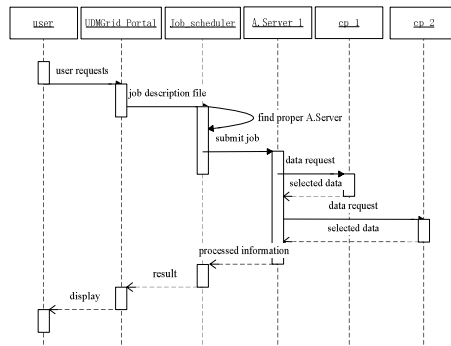 user
UDMGrid Portal
Job scheduler
A.Server 1
cp 1
cp 2
user requests
job description file
find proper A.Server
submit job
data request
selected data
data request
selected data
processed information
result
display